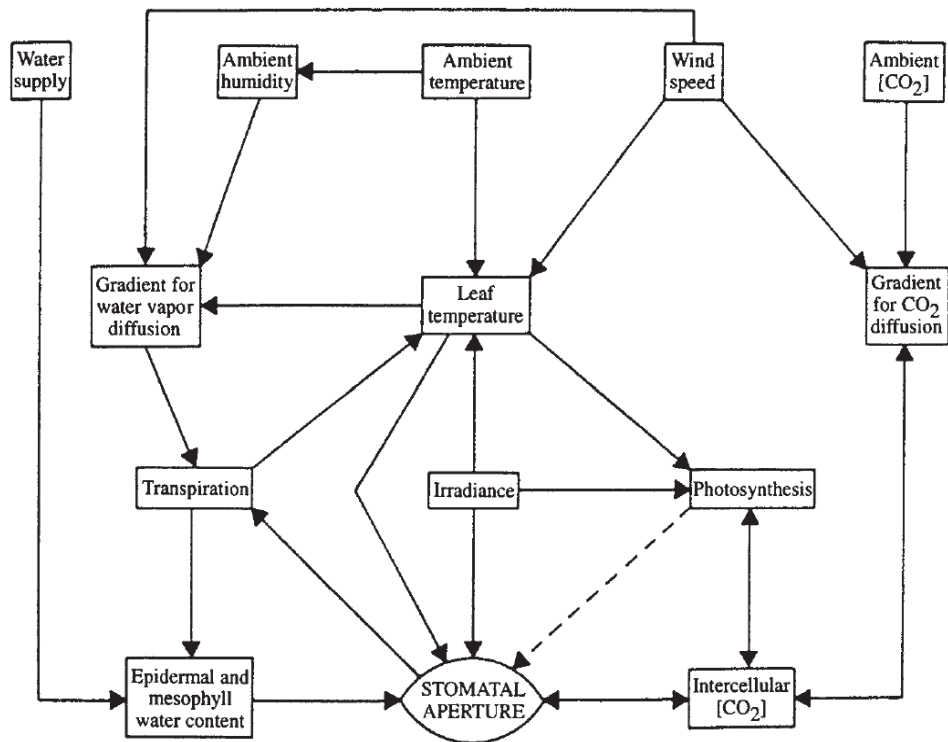 Water
supply
Ambient
humidity
Ambient
temperature
Wind
speed
Ambient
[CO2]
Gradient for
water vapor
diffusion
Leaf
temperature
Gradient
for CO2
diffusion
Transpiration
Irradiance
Photosynthesis
Epidermal and
mesophyll
water content
STOMATAL
APERTURE
Intercellular
[CO2]